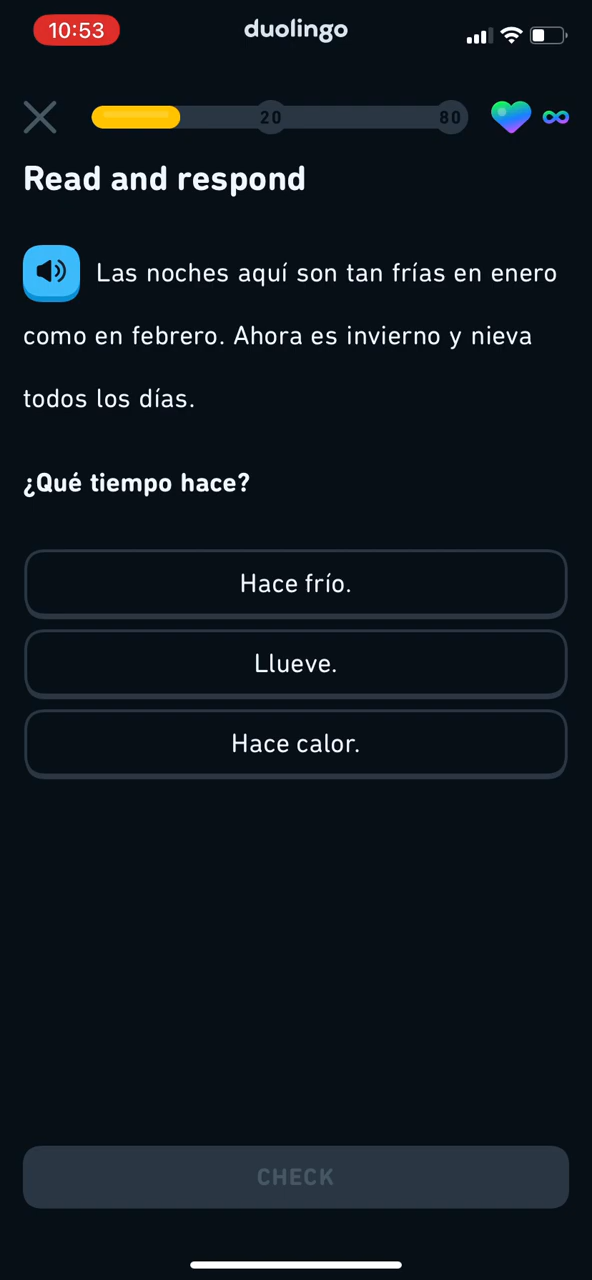 10:53
duolingo
20
80
Read and respond
Las noches aquí son tan frías en enero
como en febrero. Ahora es invierno y nieva
todos los días.
¿Qué tiempo hace?
Hace frío.
Llueve.
Hace calor.
CHECK